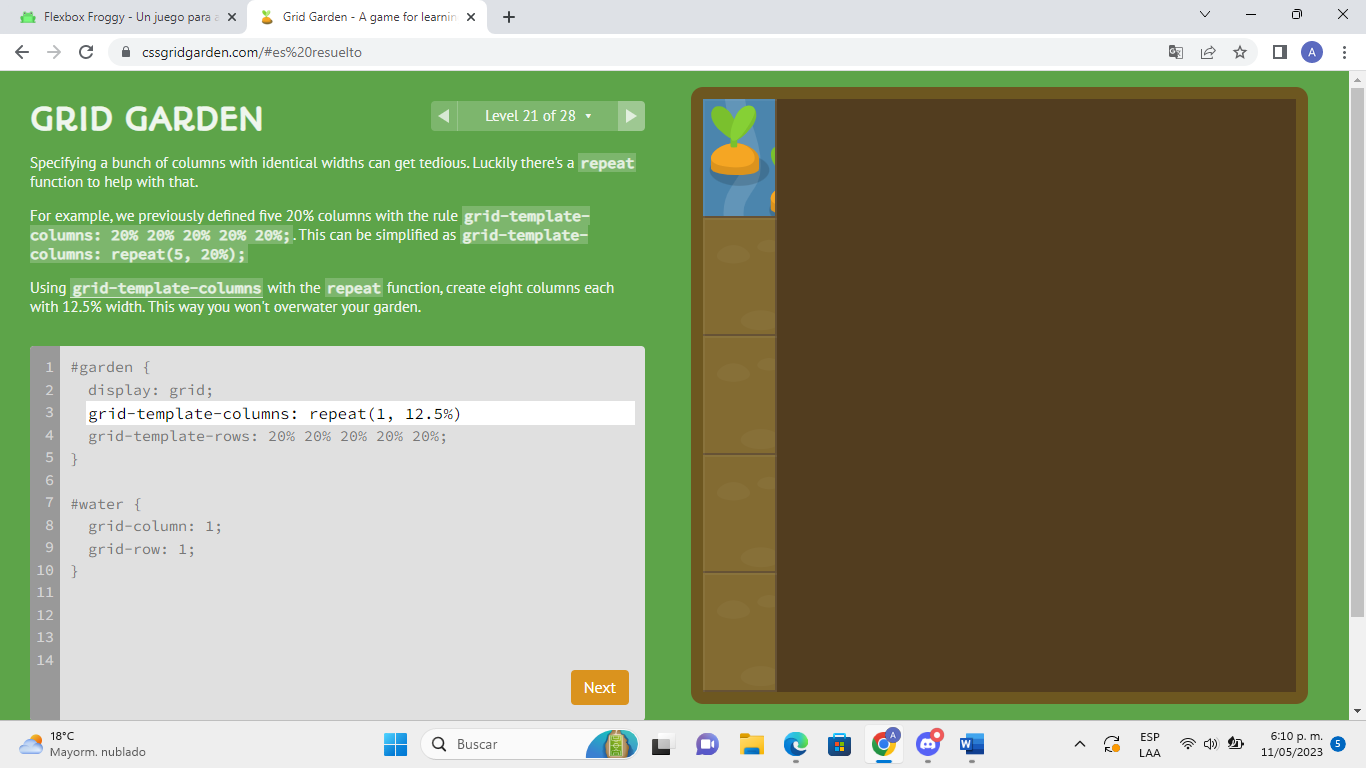 Flexbox Froggy - Un juego para a
Grid Garden - A game for learnin
cssgridgarden.com/#es%20resuelto
A
GRID GARDEN
Level 21 of 28
Specifying a bunch of columns with identical widths can get tedious. Luckily there's a repeat
function to help with that.
For example, we previously defined five 20% columns with the rule grid-template-
columns: 20% 20% 20% 20% 20%;. This can be simplified as grid-template-
columns: repeat(5, 20%);
Using grid-template-columns with the repeat function, create eight columns each
with 12.5% width. This way you won't overwater your garden.
1 #garden {
2 display: grid;
3 grid-template-columns: repeat(1, 12.5%)
4 grid-template-rows: 20% 20% 20% 20% 20%;
5 }
6
7 #water {
8 grid-column: 1;
9 grid-row: 1;
10 }
11
12
13
14
Next
18°C
Mayorm. nublado
Buscar
A
W
ESP
LAA
6:10 p. m.
11/05/2023
5